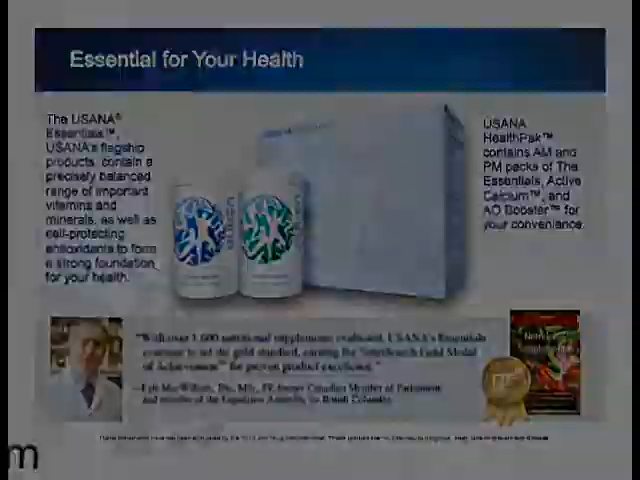 Essential for Your Health
The USANA®
Essentials™,
USANA's flagship
products, contain a
precisely balanced
range of important
vitamins and
minerals, as well as
cell-protecting
antioxidants to form
a strong foundation
for your health.
USANA
HealthPak™
contains AM and
PM packs of The
Essentials, Active
Calcium™, and
AO Booster™ for
your convenience.
USANA
USANA
"With over 1,600 nutritional supplements evaluated, USANA's Essentials
continue to set the gold standard, earning the NutriSearch Gold Medal
of Achievement™ for proven product excellence."
—Lyle MacWilliam, BSc, MSc, FP, former Canadian Member of Parliament
and member of the Legislative Assembly for British Columbia
m